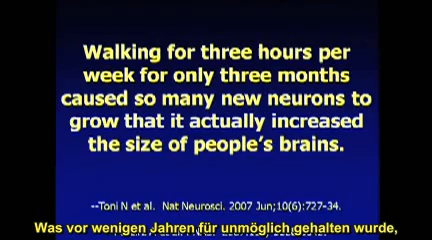 Walking for three hours per
week for only three months
caused so many new neurons to
grow that it actually increased
the size of people's brains.
--Toni N et al. Nat Neurosci. 2007 Jun;10(6):727-34.
Was vor wenigen Jahren für unmöglich gehalten wurde,